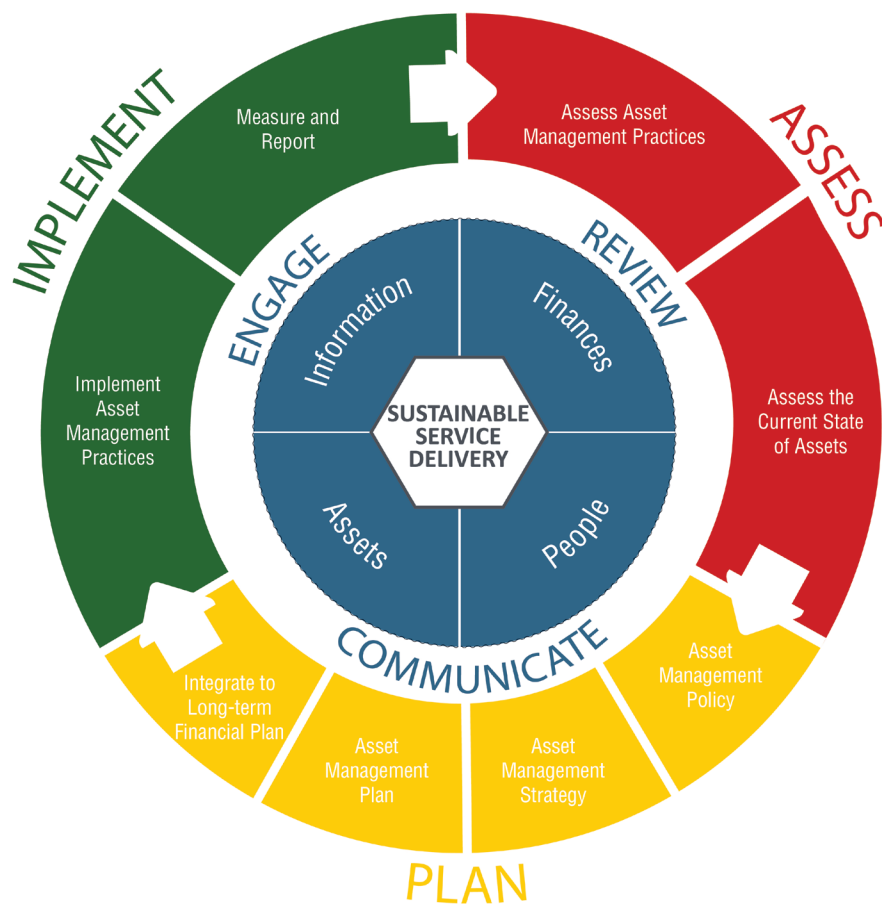 IMPLEMENT
Measure and
Report
Assess Asset
Management Practices
ASSESS
ENGAGE
REVIEW
Information
Finances
Implement
Asset
Management
Practices
SUSTAINABLE
SERVICE
DELIVERY
Assess the
Current State
of Assets
Assets
People
COMMUNICATE
Integrate to
Long-term
Financial Plan
Asset
Management
Plan
Asset
Management
Strategy
Asset
Management
Policy
PLAN